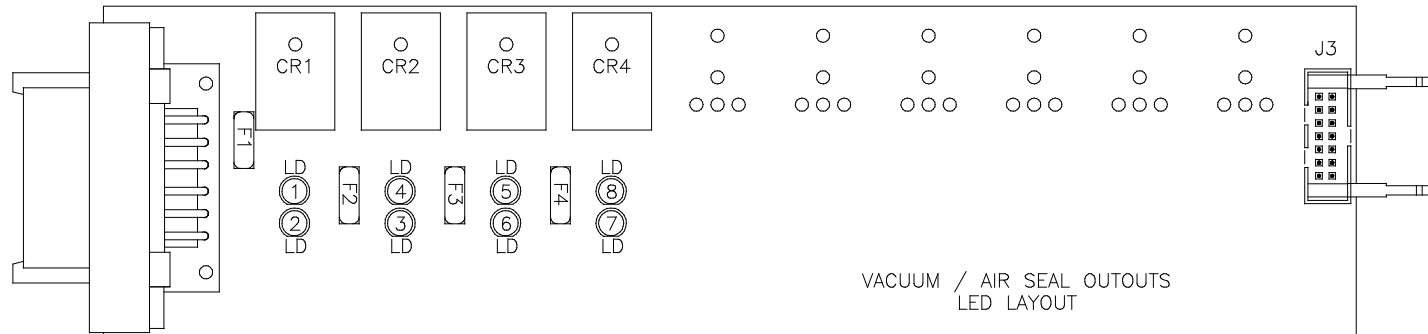 J3
CR1 CR2 CR3 CR4
F1
LD LD LD LD
F2 F3 F4
1 4 5 8
2 3 6 7
LD LD LD LD
VACUUM / AIR SEAL OUTOUTS
LED LAYOUT